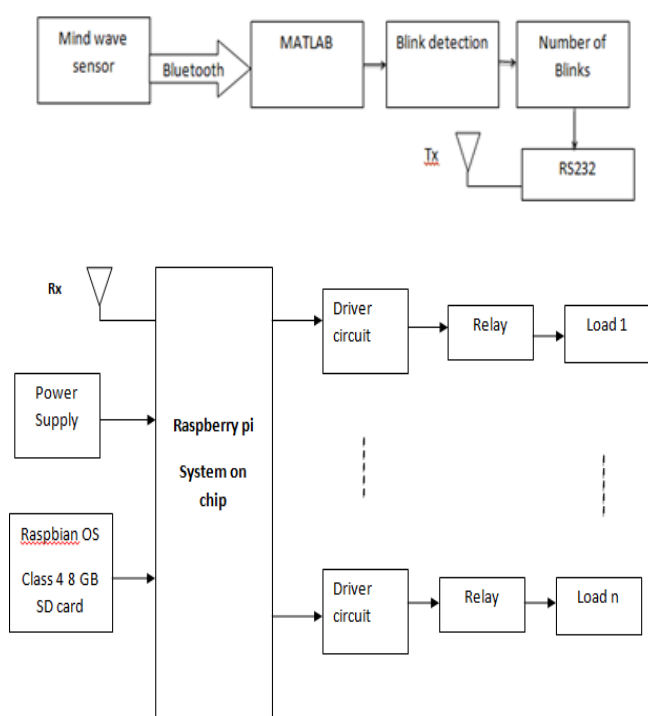 Mind wave
sensor
Bluetooth
MATLAB
Blink detection
Number of
Blinks
Tx
RS232
Rx
Power
Supply
Raspbian OS
Class 4 8 GB
SD card
Raspberry pi
System on
chip
Driver
circuit
Relay
Load 1
Driver
circuit
Relay
Load n